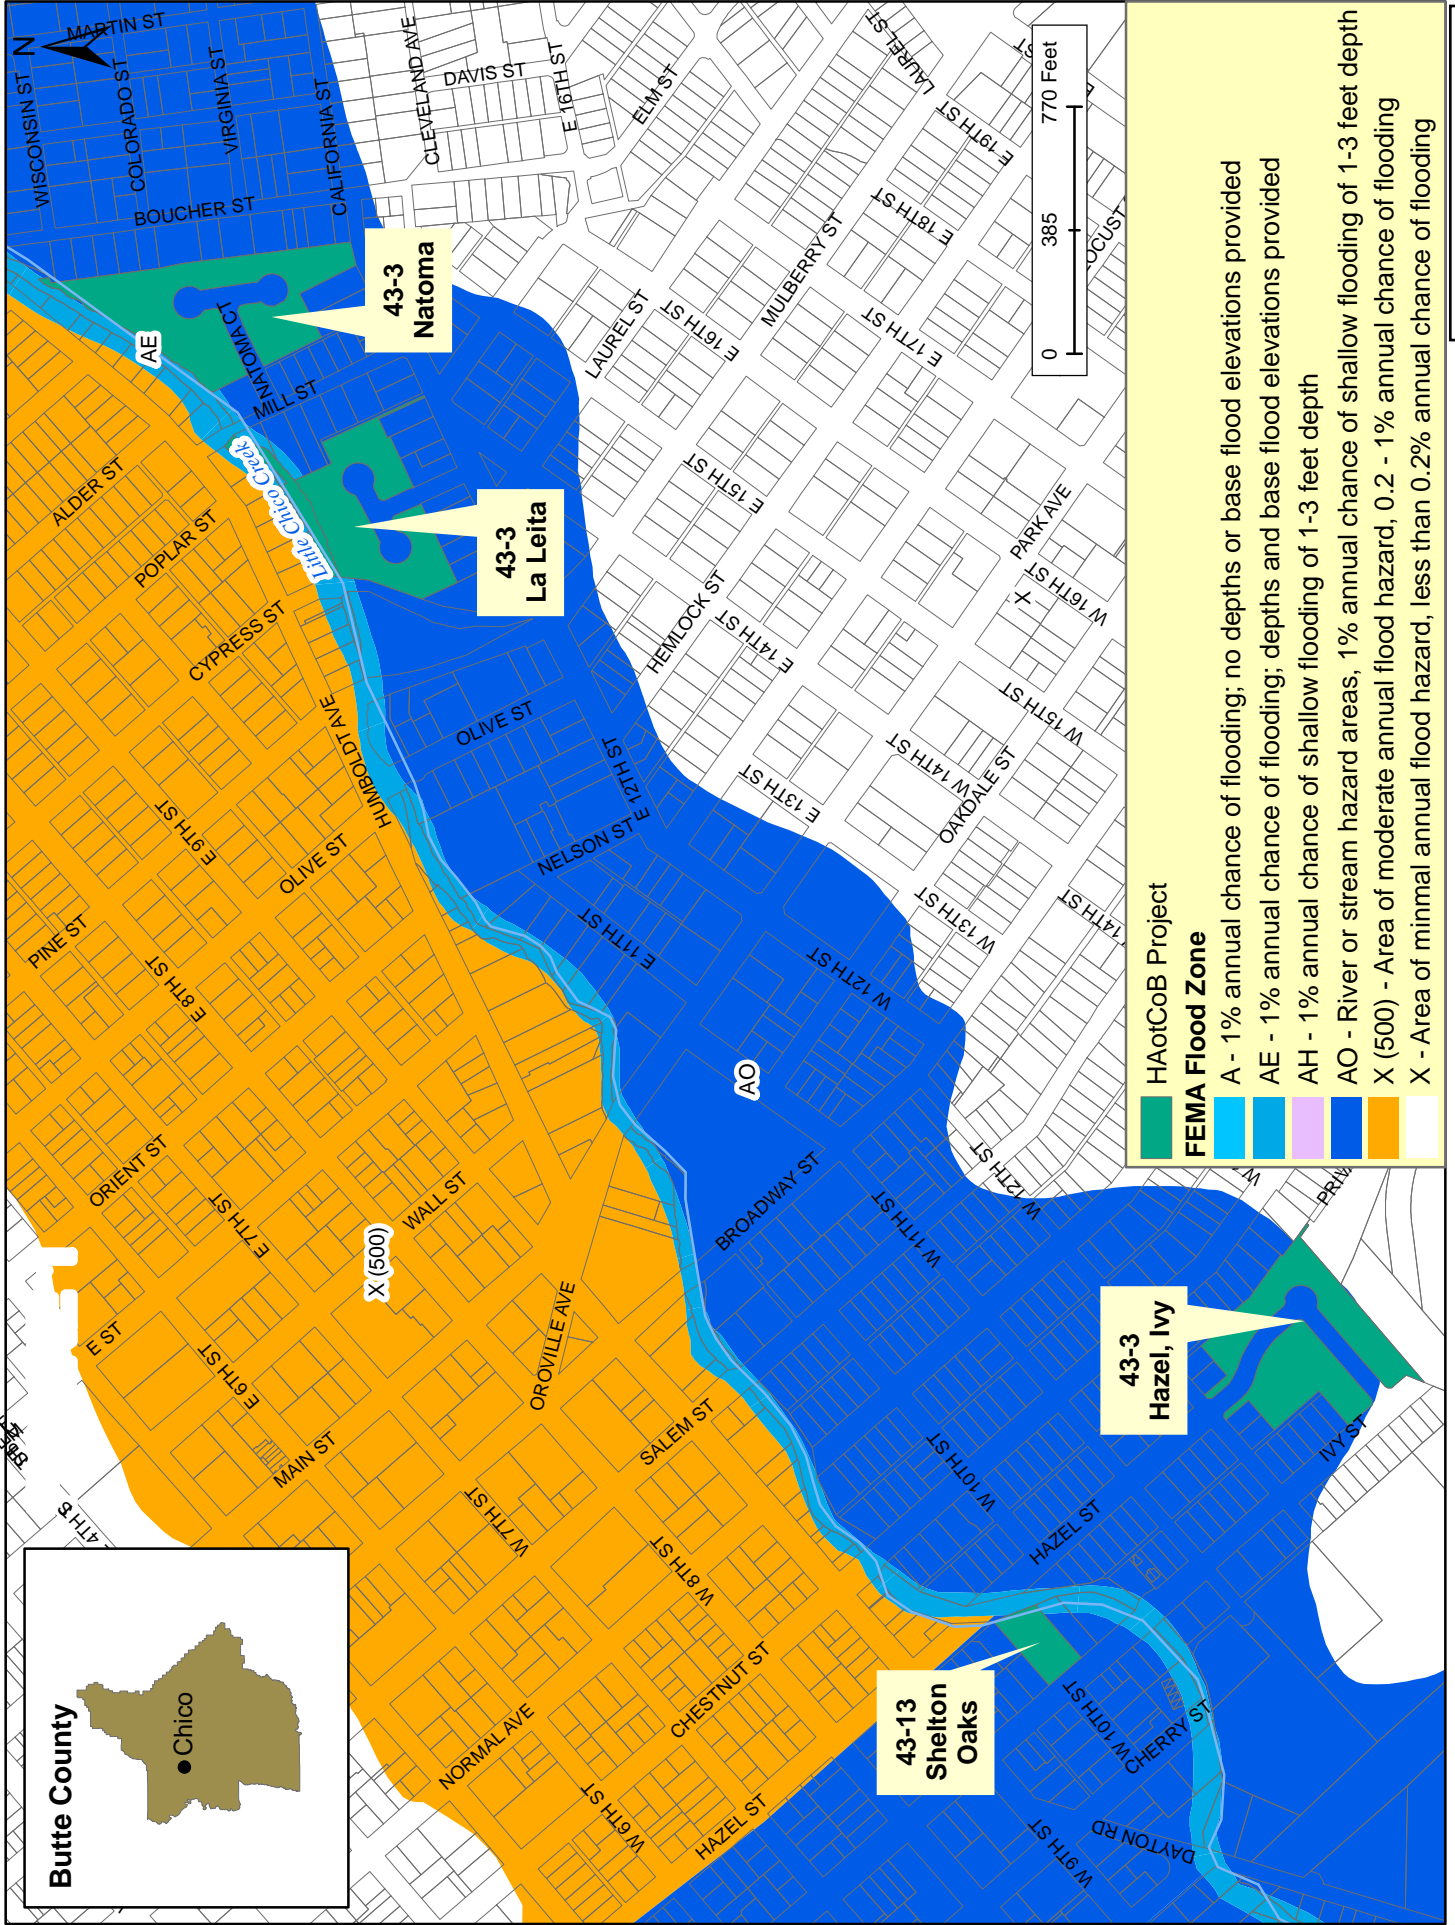 Butte County
Chico
N
WISCONSIN ST
MARTIN ST
COLORADO ST
VIRGINIA ST
CALIFORNIA ST
BOUCHER ST
CLEVELAND AVE
DAVIS ST
E 16TH ST
ELM ST
LAUREL ST
E 19TH ST
E 18TH ST
MULBERRY ST
E 17TH ST
E 16TH ST
LAUREL ST
LOCUST
E 15TH ST
HEMLOCK ST
E 14TH ST
PARK AVE
W 16TH ST
X
W 15TH ST
W 14TH ST
OAKDALE ST
E 13TH ST
W 13TH ST
14TH ST
AE
NATOMA CT
MILL ST
43-3
Natoma
Little Chico Creek
43-3
La Leita
ALDER ST
POPLAR ST
CYPRESS ST
HUMBOLDT AVE
OLIVE ST
E 12TH ST
NELSON ST
E 11TH ST
W 12TH ST
AO
E 9TH ST
OLIVE ST
PINE ST
E 8TH ST
ORIENT ST
E 7TH ST
WALL ST
X (500)
E ST
E 6TH ST
MAIN ST
4TH S
OROVILLE AVE
SALEM ST
BROADWAY ST
W 11TH ST
W 12TH ST
W 10TH ST
HAZEL ST
IVY ST
PRIV
43-3
Hazel, Ivy
W 7TH ST
W 8TH ST
CHESTNUT ST
NORMAL AVE
W 6TH ST
HAZEL ST
43-13
Shelton
Oaks
W 10TH ST
CHERRY ST
W 9TH ST
DAYTON RD
0 385 770 Feet
HAotCoB Project
FEMA Flood Zone
A - 1% annual chance of flooding; no depths or base flood elevations provided
AE - 1% annual chance of flooding; depths and base flood elevations provided
AH - 1% annual chance of shallow flooding of 1-3 feet depth
AO - River or stream hazard areas, 1% annual chance of shallow flooding of 1-3 feet depth
X (500) - Area of moderate annual flood hazard, 0.2 - 1% annual chance of flooding
X - Area of minmal annual flood hazard, less than 0.2% annual chance of flooding